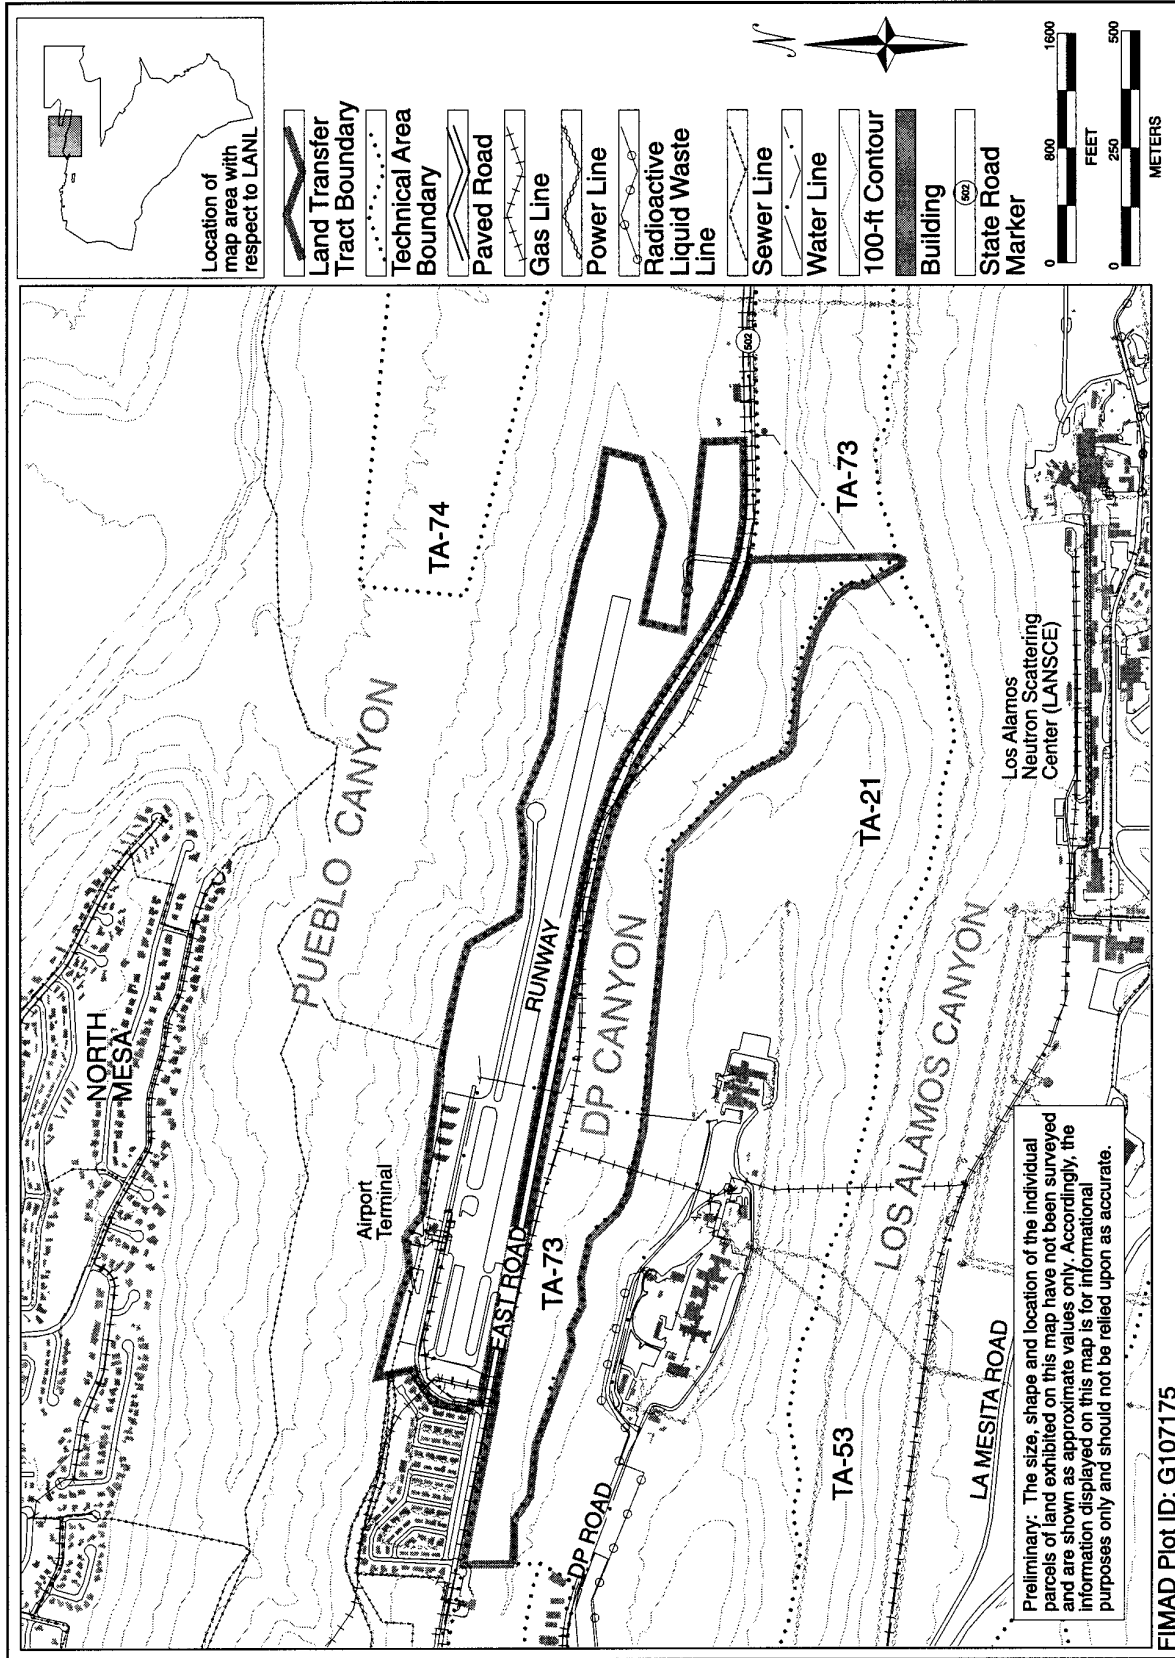 NORTH
MESA
PUEBLO CANYON
TA-74
Airport
Terminal
RUNWAY
EAST ROAD
TA-73
DP CANYON
502
TA-73
TA-21
DP ROAD
TA-53
LOS ALAMOS CANYON
LA MESITA ROAD
Los Alamos
Neutron Scattering
Center (LANSCE)
Preliminary: The size, shape and location of the individual
parcels of land exhibited on this map have not been surveyed
and are shown as approximate values only. Accordingly, the
information displayed on this map is for informational
purposes only and should not be relied upon as accurate.
FIMAD Plot ID: G107175
Location of
map area with
respect to LANL
Land Transfer
Tract Boundary
Technical Area
Boundary
Paved Road
Gas Line
Power Line
Radioactive
Liquid Waste
Line
Sewer Line
Water Line
100-ft Contour
Building
502
State Road
Marker
N
0 800 1600
FEET
0 250 500
METERS